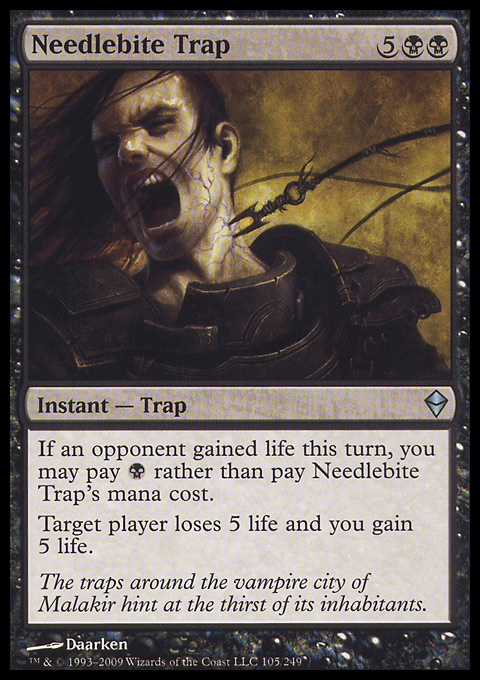 Needlebite Trap 5
Instant — Trap
If an opponent gained life this turn, you
may pay rather than pay Needlebite
Trap's mana cost.
Target player loses 5 life and you gain
5 life.
The traps around the vampire city of
Malakir hint at the thirst of its inhabitants.
Daarken
™ & © 1993–2009 Wizards of the Coast LLC 105/249